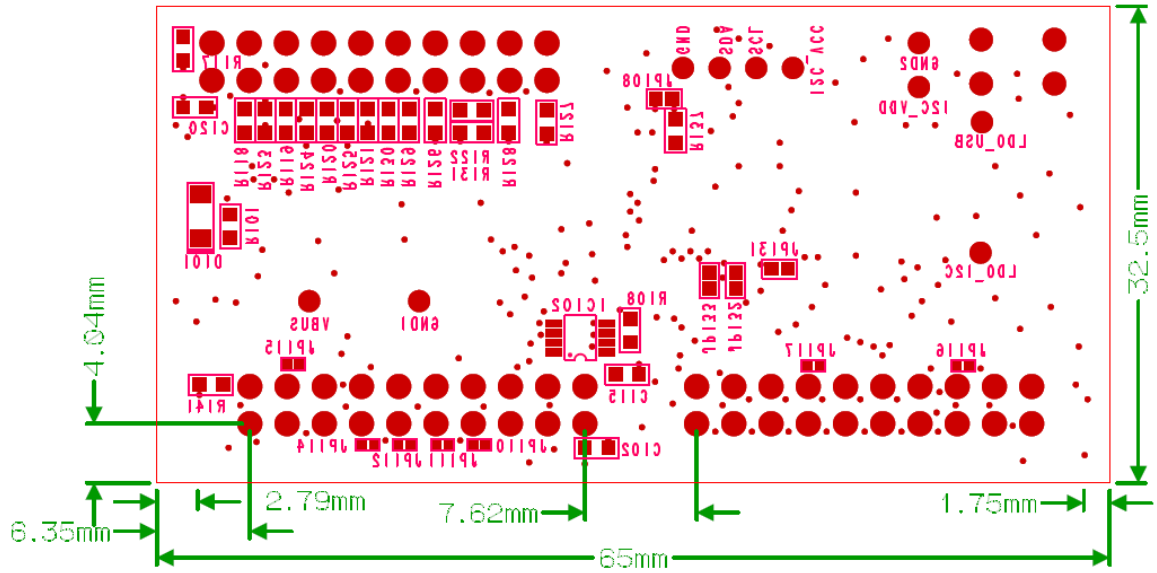 R117
GND
SDA
SCL
I2C_VCC
GND2
I2C_VDD
LDO_USB
JP108
R137
C120
R118
R123
R119
R124
R120
R125
R121
R130
R129
R126
R122
R131
R128
R127
D101
R101
JP131
LDO_I2C
JP133
JP132
VBUS
GND1
IC102
R108
JP115
JP117
JP116
R141
C115
JP114
JP112
JP111
JP110
C102
4.04mm
32.5mm
2.79mm
7.62mm
1.75mm
6.35mm
65mm